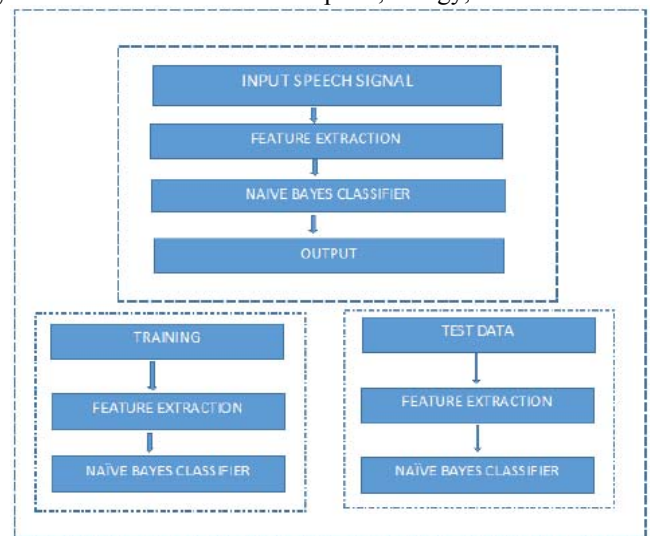 INPUT SPEECH SIGNAL
FEATURE EXTRACTION
NAIVE BAYES CLASSIFIER
OUTPUT
TRAINING
FEATURE EXTRACTION
NAÏVE BAYES CLASSIFIER
TEST DATA
FEATURE EXTRACTION
NAÏVE BAYES CLASSIFIER